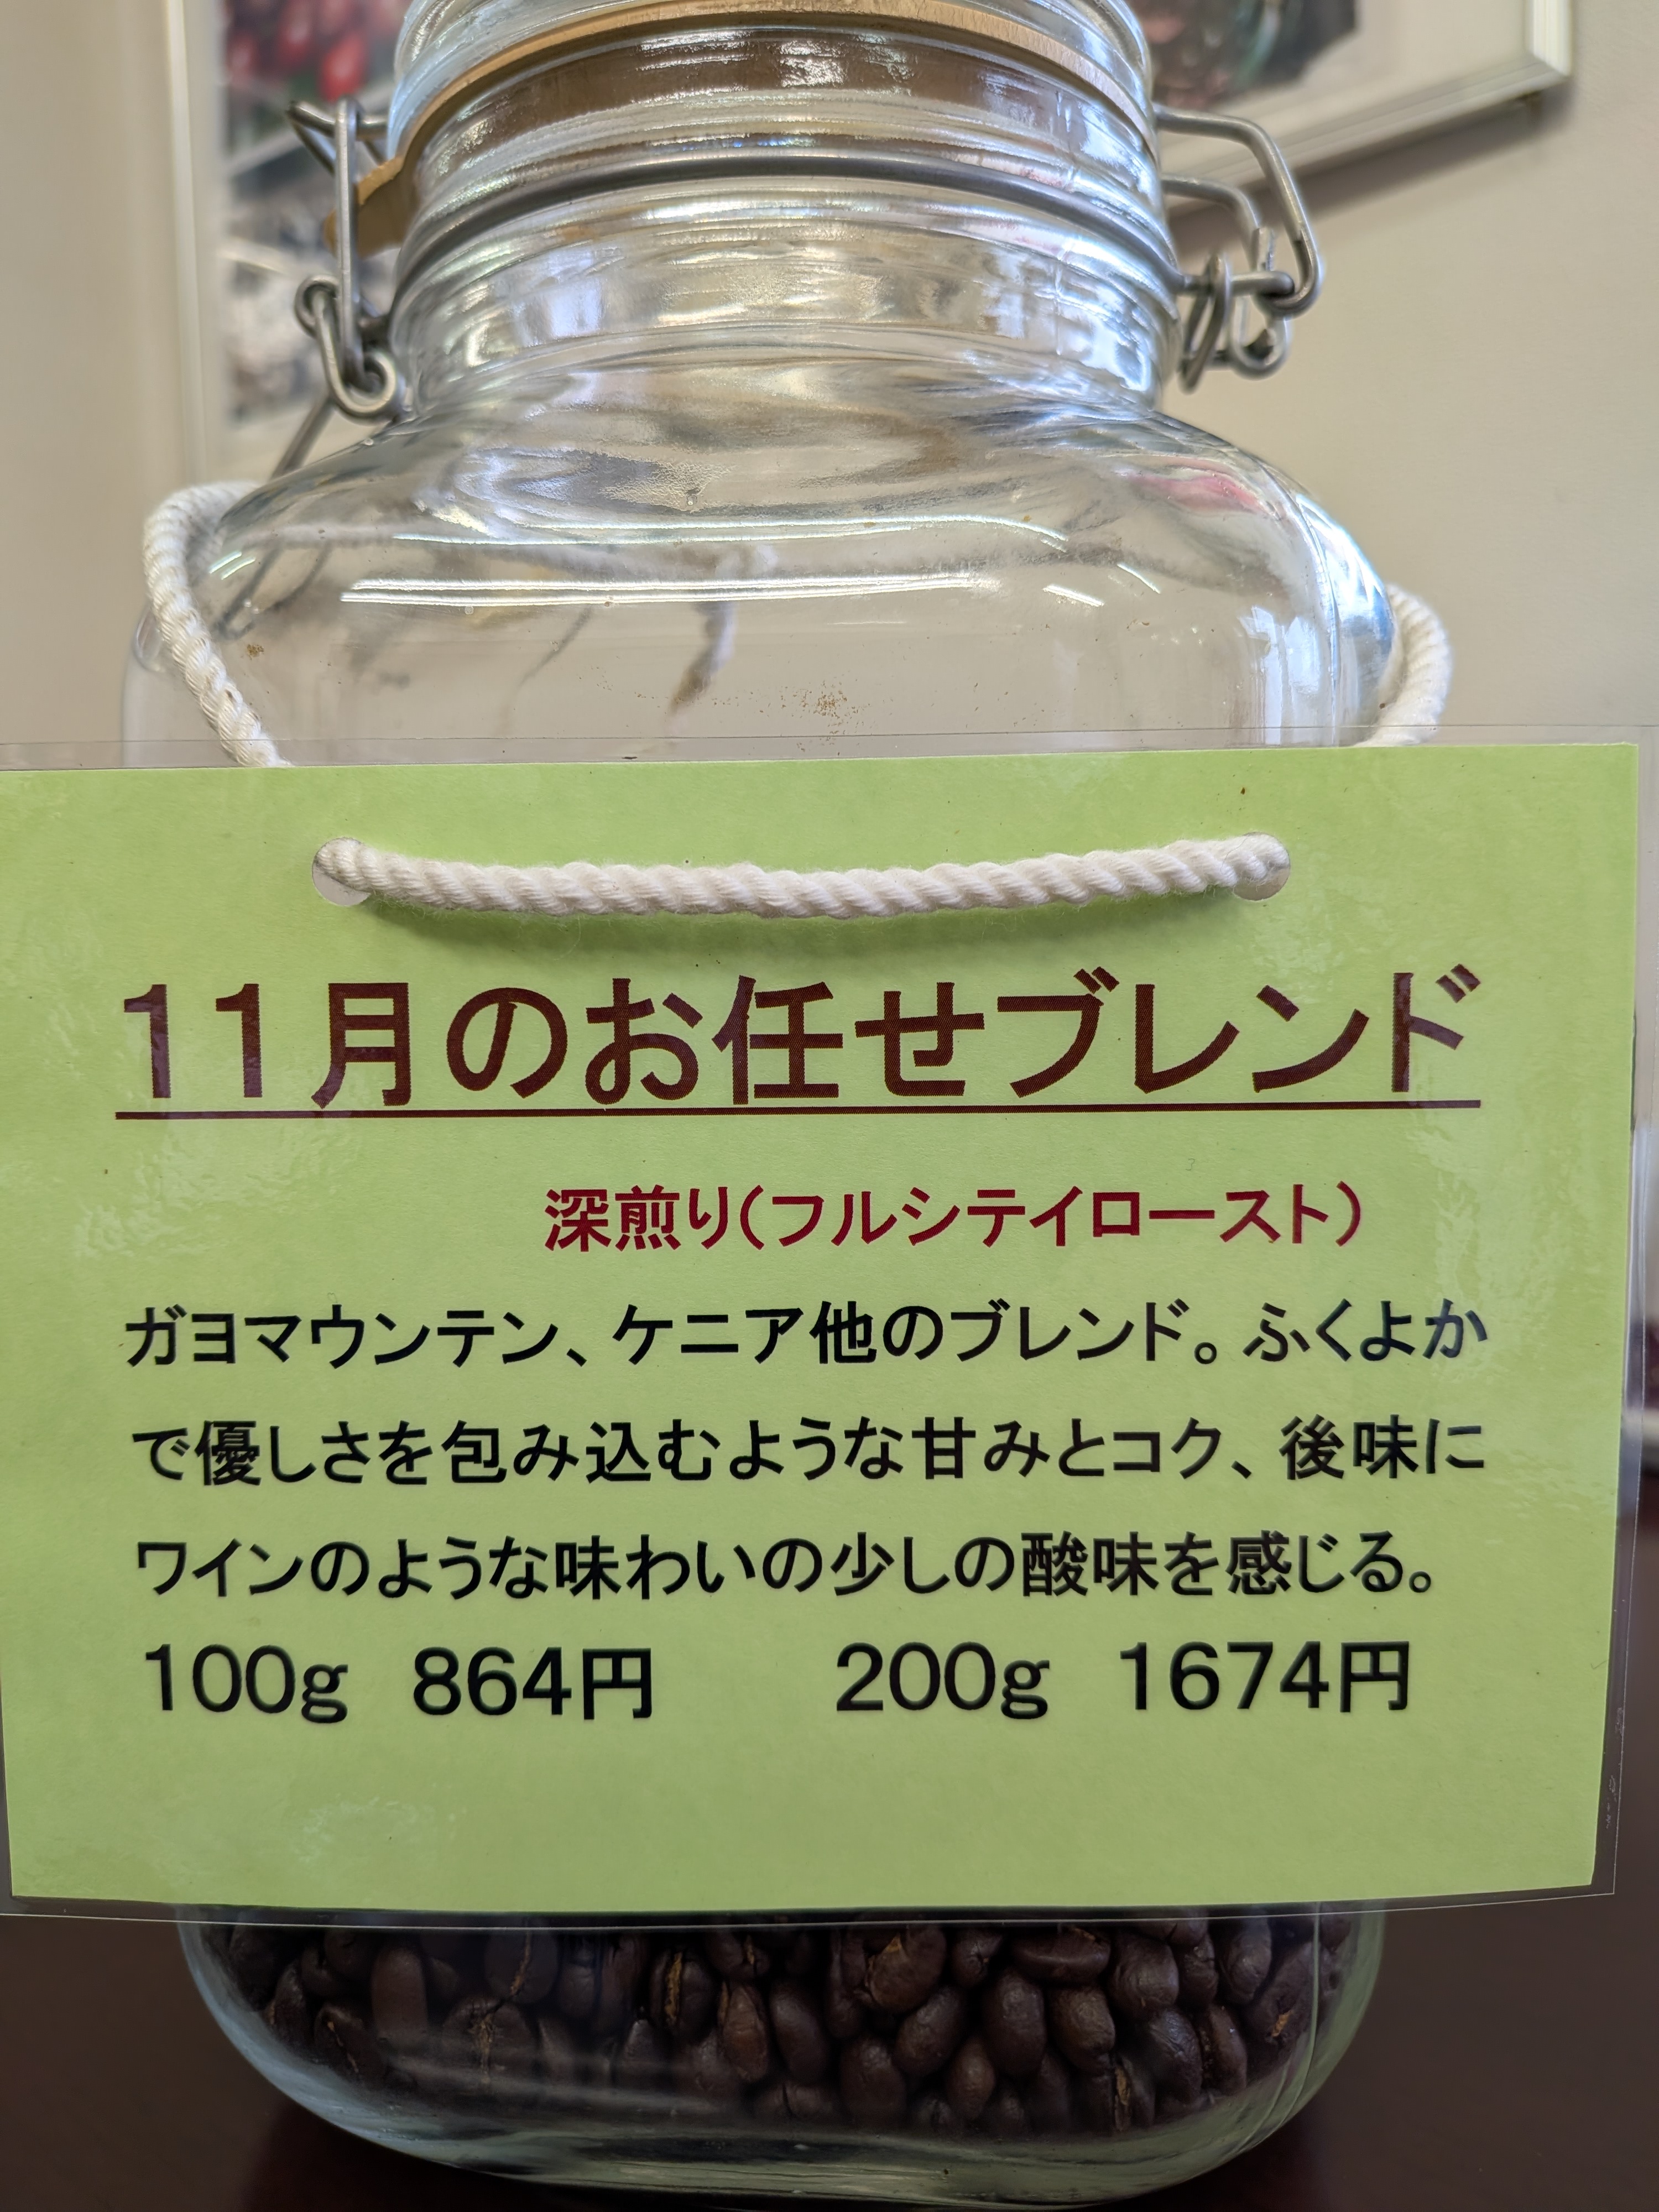 11月のお任せブレンド
深煎り(フルシテイロースト)
ガヨマウンテン、ケニア他のブレンド。ふくよか
で優しさを包み込むような甘みとコク、後味に
ワインのような味わいの少しの酸味を感じる。
100g 864円 200g 1674円